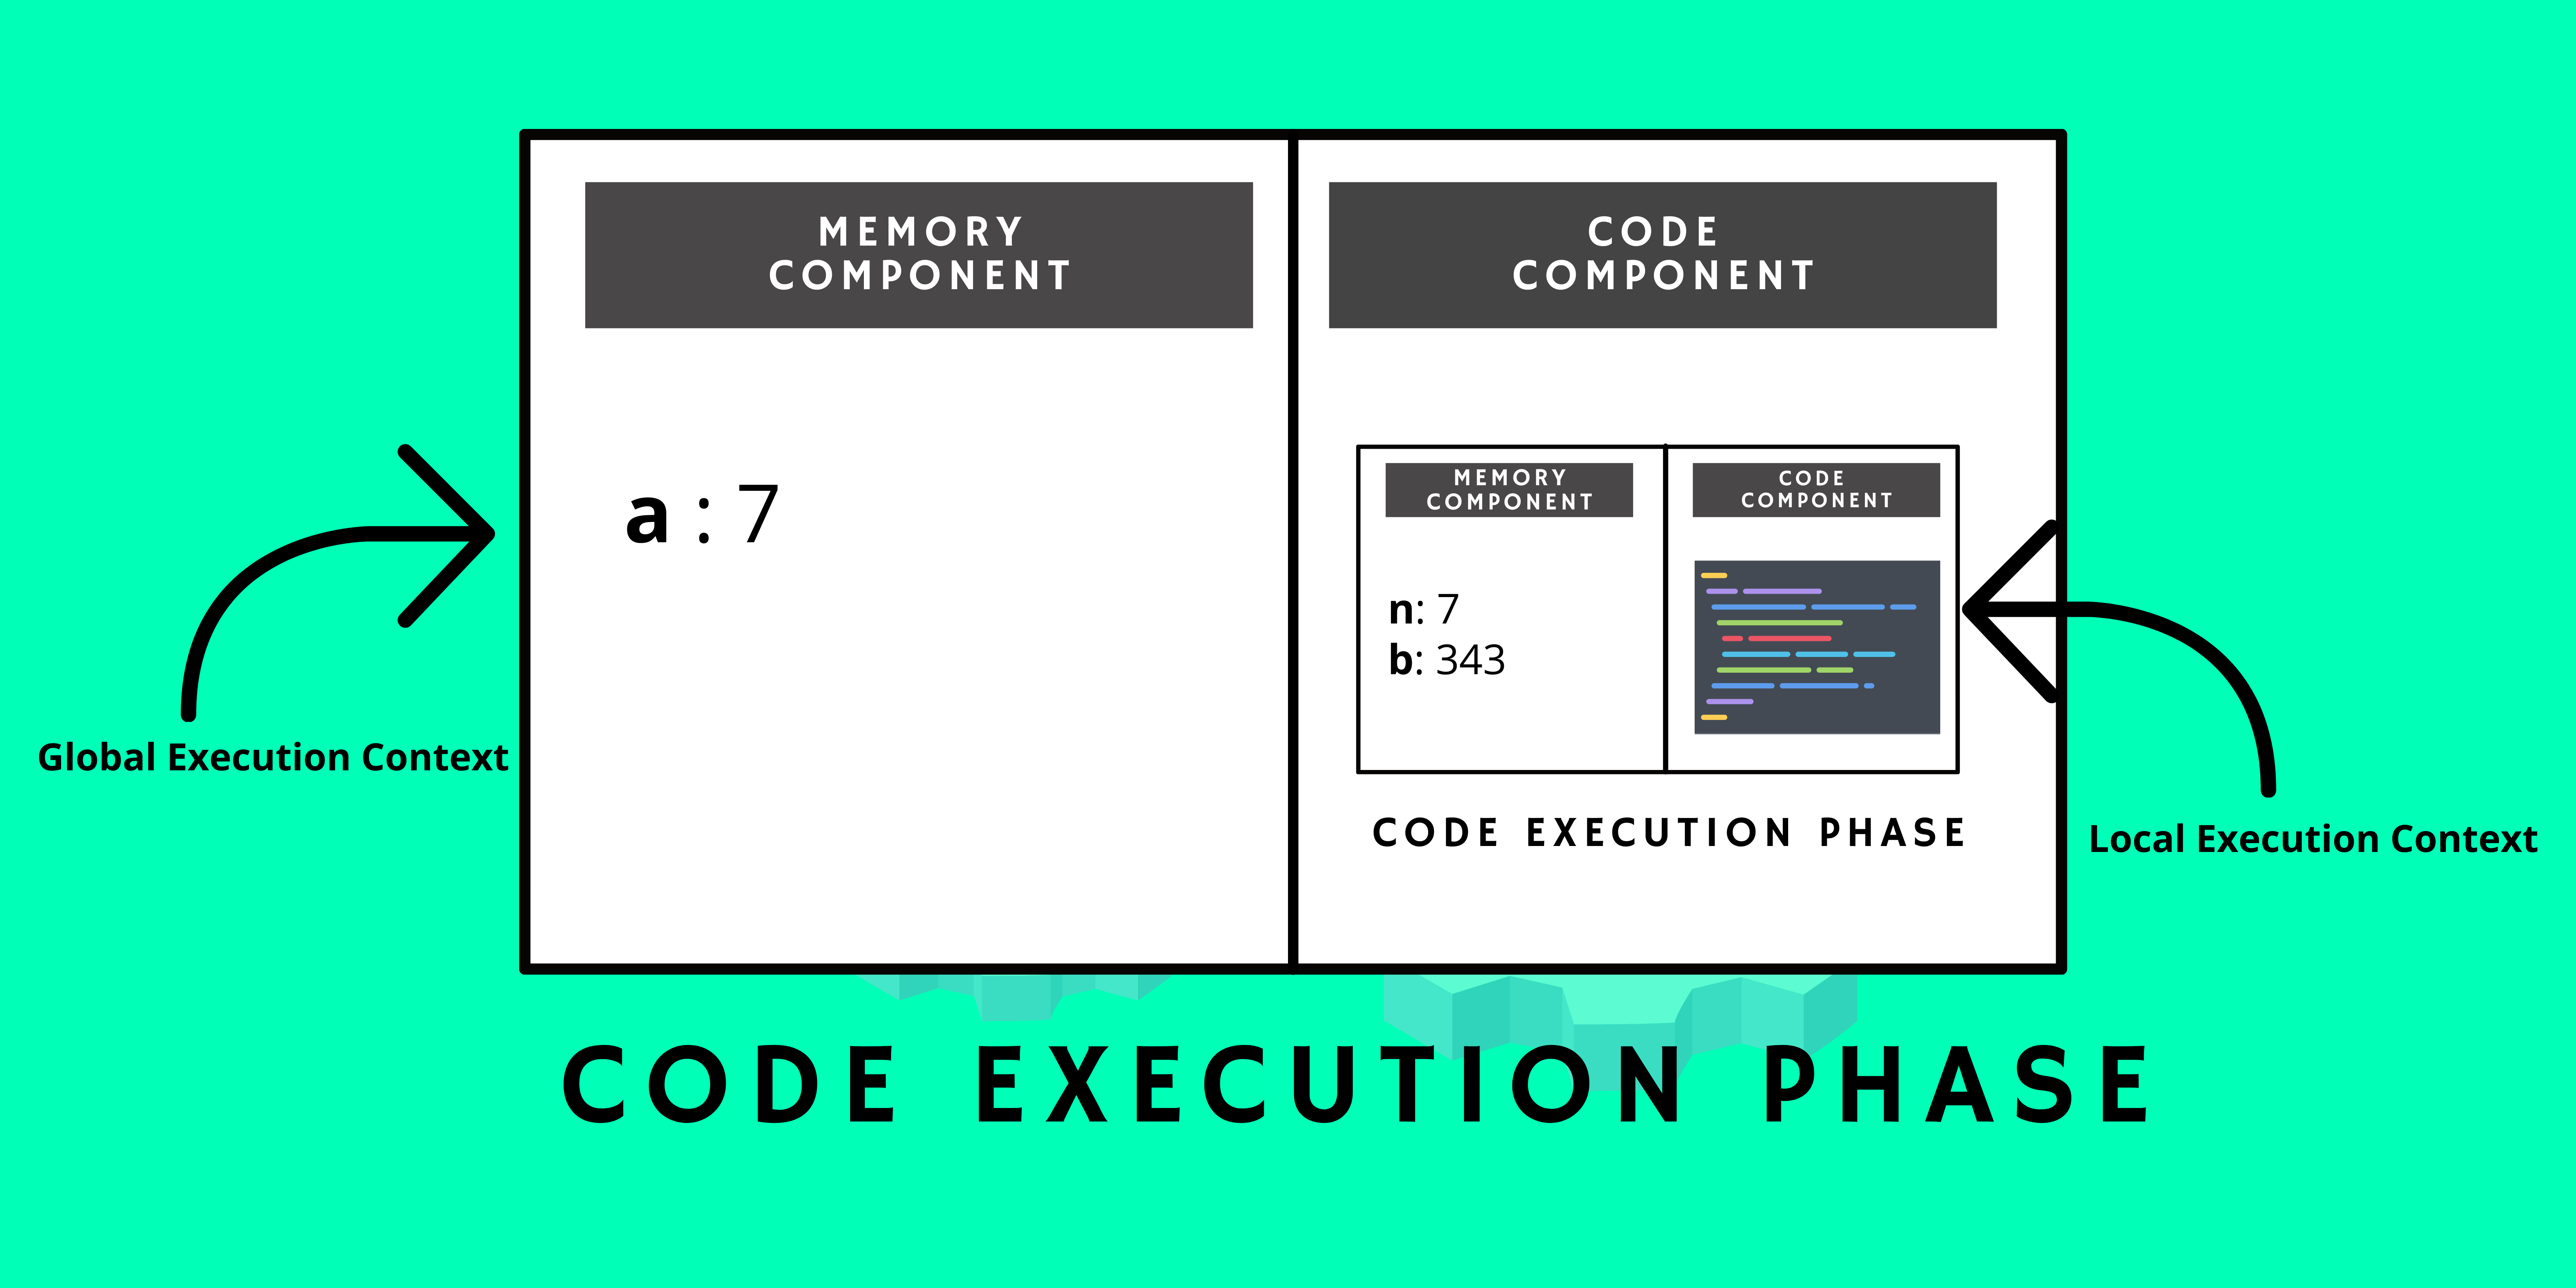 MEMORY
COMPONENT
CODE
COMPONENT
a : 7
MEMORY
COMPONENT
CODE
COMPONENT
n: 7
b: 343
CODE EXECUTION PHASE
Global Execution Context
Local Execution Context
CODE EXECUTION PHASE